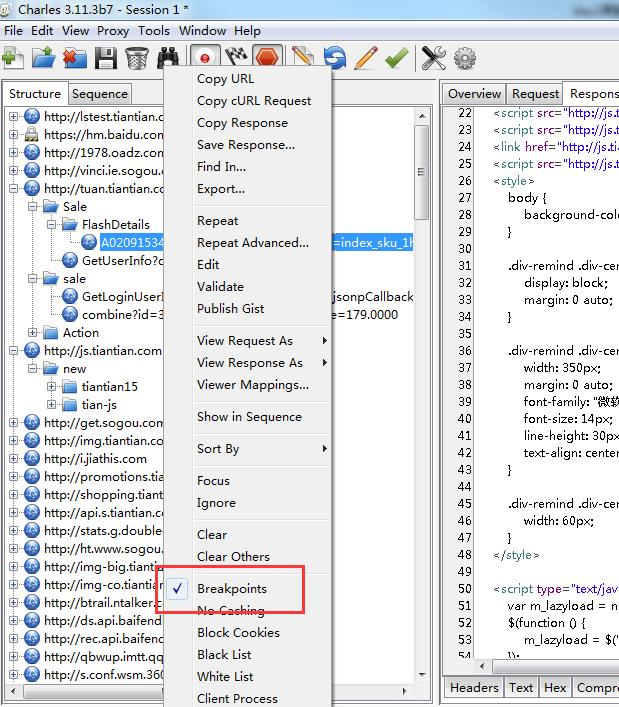 Charles 3.11.3b7 - Session 1 *
File Edit View Proxy Tools Window Help
Structure Sequence
http://lstest.tiantian.c
https://hm.baidu.com
http://1978.oadz.com
http://vinci.ie.sogou.c
http://tuan.tiantian.c
Sale
FlashDetails
A02091534 =index_sku_1h
GetUserInfo?c
sale
GetLoginUserI jsonpCallback
combine?id=3 e=179.0000
Action
http://js.tiantian.com
new
tiantian15
tian-js
http://get.sogou.com
http://img.tiantian.c
http://i.jiathis.com
http://promotions.tia
http://shopping.tiant
http://api.s.tiantian.c
http://stats.g.double
http://ht.www.sogou.
http://img-big.tiantia
http://img-co.tiantia
http://btrail.ntalker.c
http://ds.api.baifend
http://rec.api.baifend
http://qbwup.imtt.qq
http://s.conf.wsm.360
Copy URL
Copy cURL Request
Copy Response
Save Response...
Find In...
Export...
Repeat
Repeat Advanced...
Edit
Validate
Publish Gist
View Request As
View Response As
Viewer Mappings...
Show in Sequence
Sort By
Focus
Ignore
Clear
Clear Others
Breakpoints
No Caching
Block Cookies
Black List
White List
Client Process
Overview Request Respons
22 <script src="http://js.t
23 <script src="http://js.t
24 <link href="http://js.ti
25 <script src="http://js.t
26 <style>
27 body {
28 background-colo
29 }
30
31 .div-remind .div-cen
32 display: block;
33 margin: 0 auto;
34 }
35
36 .div-remind .div-cen
37 width: 350px;
38 margin: 0 auto;
39 font-family: "微软
40 font-size: 14px;
41 line-height: 30px
42 text-align: center
43 }
44
45 .div-remind .div-cen
46 width: 60px;
47 }
48 </style>
49
50 <script type="text/jav
51 var m_lazyload = n
52 $(function () {
53 m_lazyload = $("
54 });
Headers Text Hex Compre